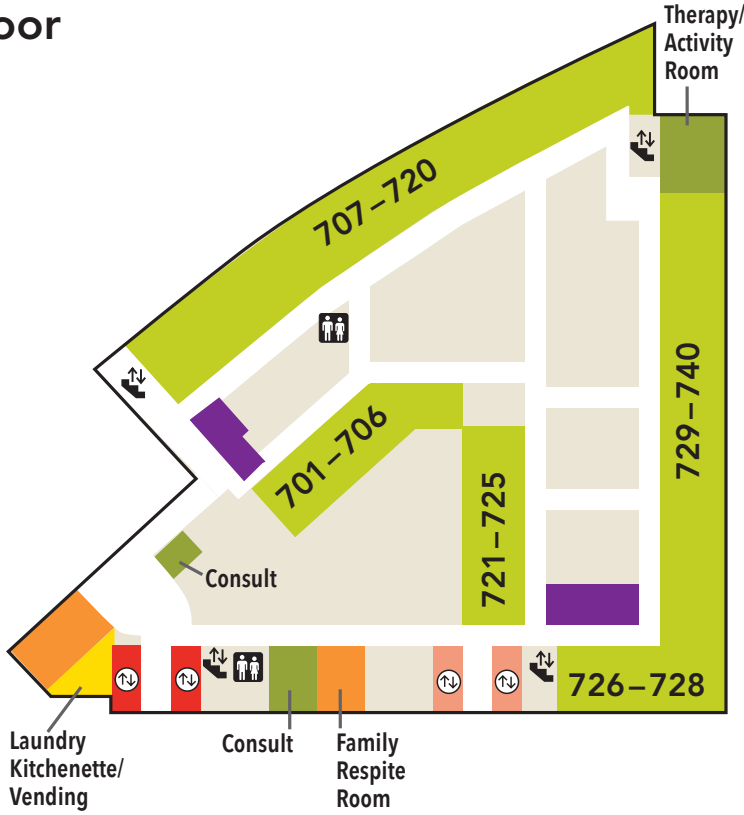 oor
Therapy/
Activity
Room
707–720
729–740
701–706
721–725
Consult
726–728
Laundry
Kitchenette/
Vending
Consult
Family
Respite
Room